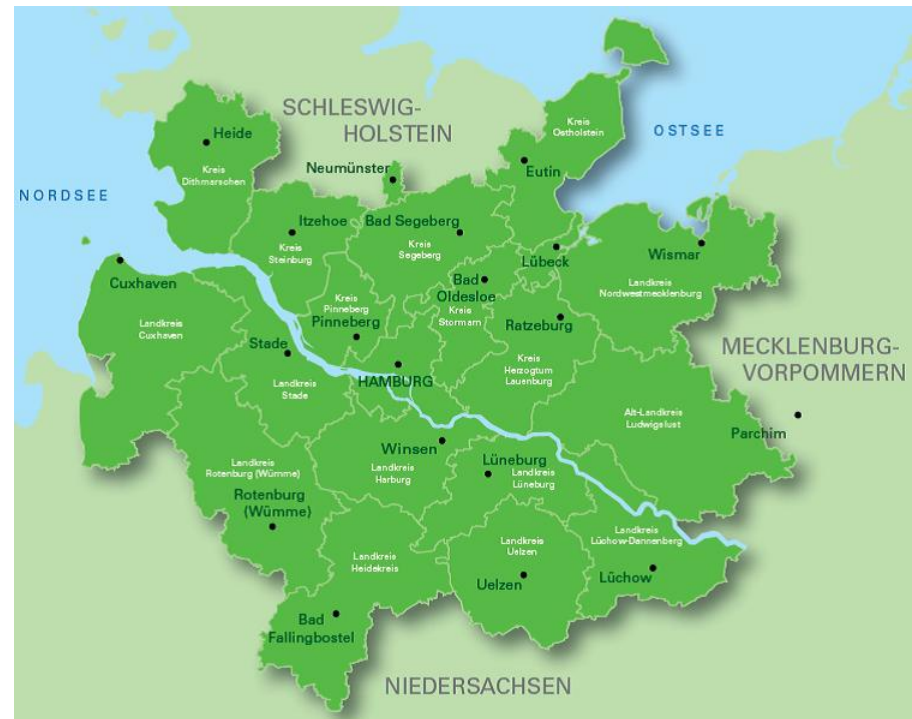 SCHLESWIG-
HOLSTEIN
Heide
Kreis
Dithmarschen
Neumünster
Kreis
Ostholstein
OSTSEE
Eutin
NORDSEE
Itzehoe
Kreis
Steinburg
Bad Segeberg
Kreis
Segeberg
Lübeck
Wismar
Landkreis
Nordwestmecklenburg
Cuxhaven
Landkreis
Cuxhaven
Kreis
Pinneberg
Pinneberg
Bad
Oldesloe
Kreis
Stormarn
Ratzeburg
Kreis
Herzogtum
Lauenburg
Stade
Landkreis
Stade
HAMBURG
MECKLENBURG-
VORPOMMERN
Alt-Landkreis
Ludwigslust
Parchim
Winsen
Landkreis
Harburg
Lüneburg
Landkreis
Lüneburg
Landkreis
Rotenburg (Wümme)
Rotenburg
(Wümme)
Landkreis
Heidekreis
Landkreis
Uelzen
Uelzen
Landkreis
Lüchow-Dannenberg
Lüchow
Bad
Fallingbostel
NIEDERSACHSEN